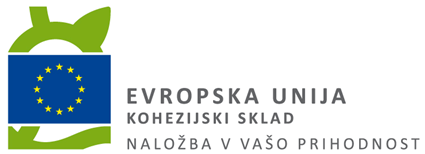 EVROPSKA UNIJA
KOHEZIJSKI SKLAD
NALOŽBA V VAŠO PRIHODNOST